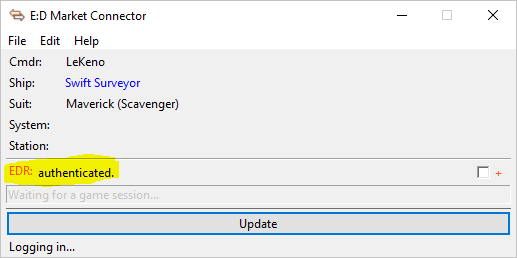 E:D Market Connector
File Edit Help
Cmdr: LeKeno
Ship: Swift Surveyor
Suit: Maverick (Scavenger)
System:
Station:
EDR: authenticated. +
Waiting for a game session...
Update
Logging in...